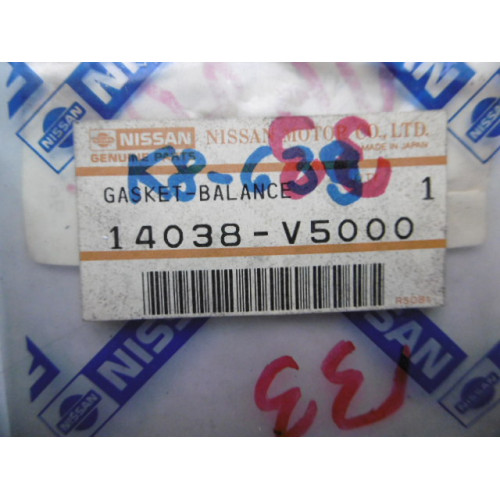 NISSAN NISSAN MOTOR CO., LTD.
GENUINE PARTS MADE IN JAPAN
GASKET-BALANCE 1
14038-V5000
R5081
NISSAN
NISSAN
NISSAN
33